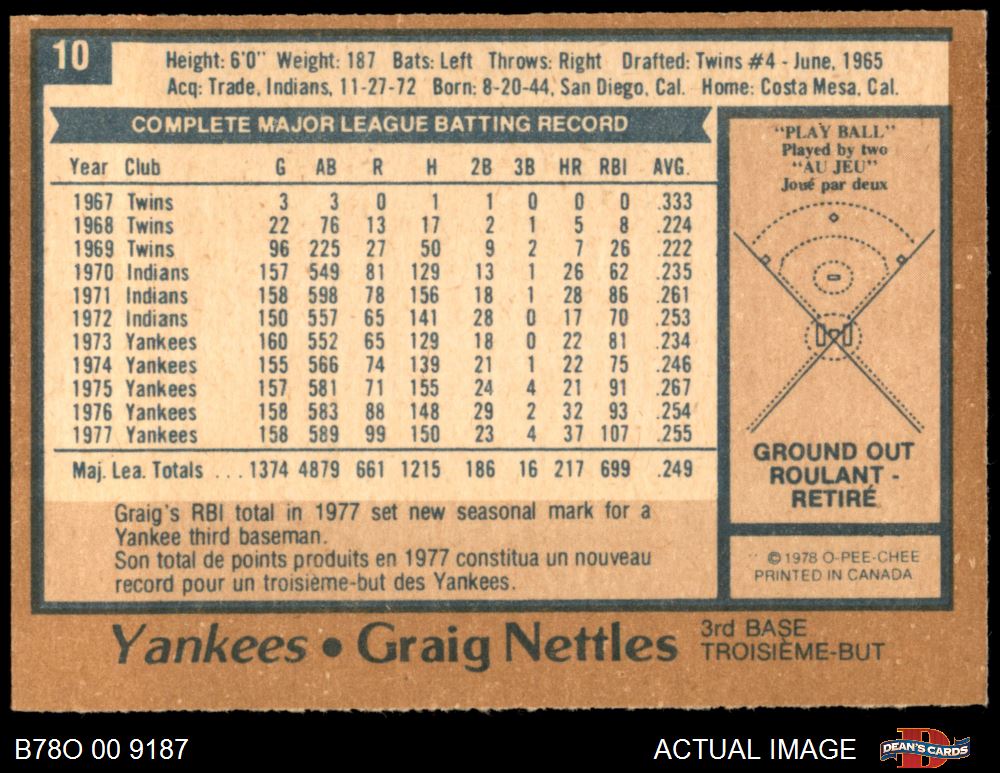 10
Height: 6'0" Weight: 187 Bats: Left Throws: Right Drafted: Twins #4 - June, 1965
Acq: Trade, Indians, 11-27-72 Born: 8-20-44, San Diego, Cal. Home: Costa Mesa, Cal.
COMPLETE MAJOR LEAGUE BATTING RECORD
Year Club G AB R H 2B 3B HR RBI AVG.
1967 Twins 3 3 0 1 1 0 0 0 .333
1968 Twins 22 76 13 17 2 1 5 8 .224
1969 Twins 96 225 27 50 9 2 7 26 .222
1970 Indians 157 549 81 129 13 1 26 62 .235
1971 Indians 158 598 78 156 18 1 28 86 .261
1972 Indians 150 557 65 141 28 0 17 70 .253
1973 Yankees 160 552 65 129 18 0 22 81 .234
1974 Yankees 155 566 74 139 21 1 22 75 .246
1975 Yankees 157 581 71 155 24 4 21 91 .267
1976 Yankees 158 583 88 148 29 2 32 93 .254
1977 Yankees 158 589 99 150 23 4 37 107 .255
Maj. Lea. Totals ... 1374 4879 661 1215 186 16 217 699 .249
Graig's RBI total in 1977 set new seasonal mark for a
Yankee third baseman.
Son total de points produits en 1977 constitua un nouveau
record pour un troisième-but des Yankees.
"PLAY BALL"
Played by two
"AU JEU"
Joué par deux
GROUND OUT
ROULANT -
RETIRÉ
©1978 O-PEE-CHEE
PRINTED IN CANADA
Yankees • Graig Nettles
3rd BASE
TROISIÈME-BUT
B78O 00 9187
ACTUAL IMAGE
DEAN'S CARDS